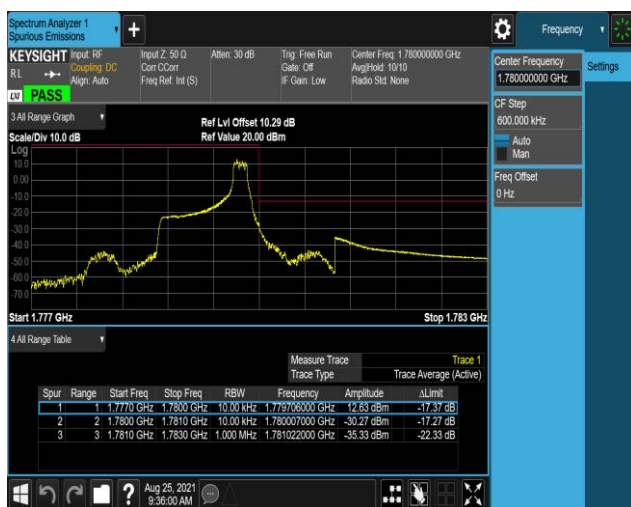 Spectrum Analyzer 1
Spurious Emissions
+
Frequency
KEYSIGHT Input: RF Input Z: 50 Ω Atten: 30 dB Trig: Free Run Center Freq: 1.780000000 GHz
RL Coupling: DC Corr CCorr Gate: Off Avg|Hold: 10/10
Align: Auto Freq Ref: Int (S) IF Gain: Low Radio Std: None
LXI PASS
Center Frequency
1.780000000 GHz
Settings
CF Step
600.000 kHz
Auto
Man
Freq Offset
0 Hz
3 All Range Graph
Ref Lvl Offset 10.29 dB
Scale/Div 10.0 dB Ref Value 20.00 dBm
Log
10.0
0.00
-10.0
-20.0
-30.0
-40.0
-50.0
-60.0
-70.0
Start 1.777 GHz Stop 1.783 GHz
4 All Range Table
Measure Trace Trace 1
Trace Type Trace Average (Active)
Spur Range Start Freq Stop Freq RBW Frequency Amplitude ΔLimit
1 1 1.7770 GHz 1.7800 GHz 10.00 kHz 1.779706000 GHz 12.63 dBm -17.37 dB
2 2 1.7800 GHz 1.7810 GHz 10.00 kHz 1.780007000 GHz -30.27 dBm -17.27 dB
3 3 1.7810 GHz 1.7830 GHz 1.000 MHz 1.781022000 GHz -35.33 dBm -22.33 dB
?
Aug 25, 2021
9:36:00 AM